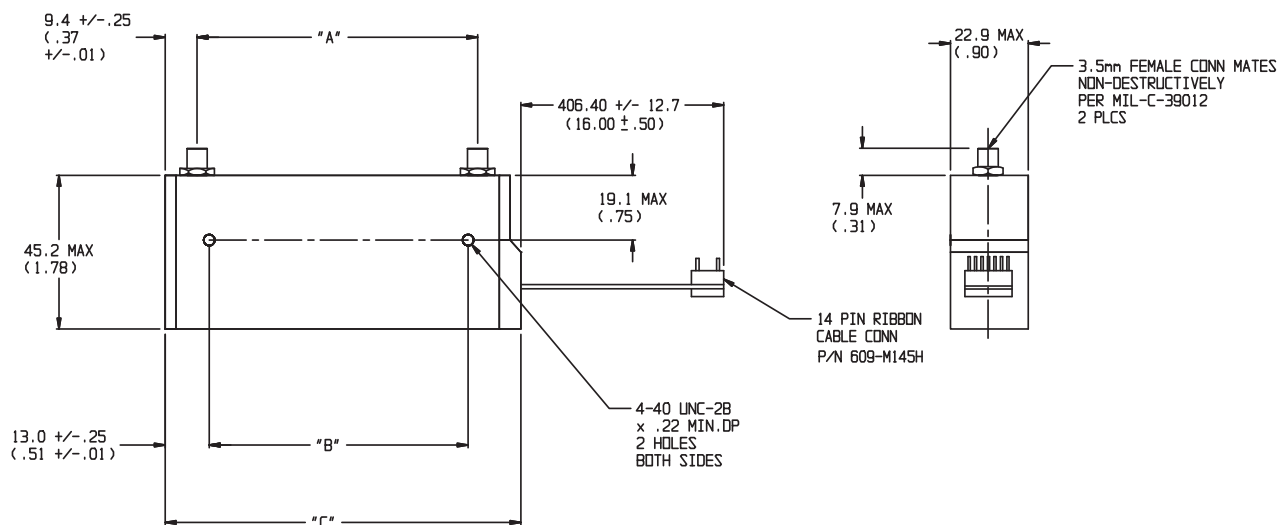 9.4 +/-.25
(.37
+/-.01)
"A"
406.40 +/- 12.7
(16.00 ± .50)
22.9 MAX
(.90)
3.5mm FEMALE CONN MATES
NON-DESTRUCTIVELY
PER MIL-C-39012
2 PLCS
19.1 MAX
(.75)
7.9 MAX
(.31)
45.2 MAX
(1.78)
14 PIN RIBBON
CABLE CONN
P/N 609-M145H
4-40 UNC-2B
x .22 MIN.DP
2 HOLES
BOTH SIDES
13.0 +/-.25
(.51 +/-.01)
"B"
"C"